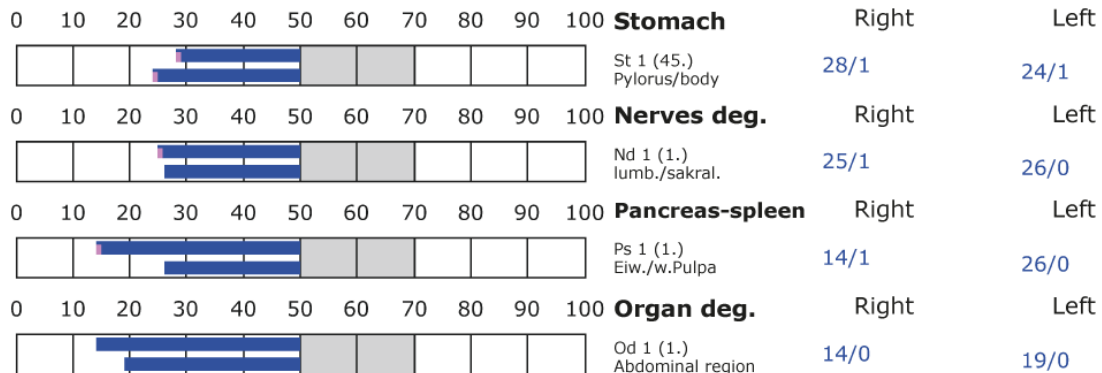 0 10 20 30 40 50 60 70 80 90 100 Stomach Right Left
St 1 (45.)
Pylorus/body
28/1 24/1
0 10 20 30 40 50 60 70 80 90 100 Nerves deg. Right Left
Nd 1 (1.)
lumb./sakral.
25/1 26/0
0 10 20 30 40 50 60 70 80 90 100 Pancreas-spleen Right Left
Ps 1 (1.)
Eiw./w.Pulpa
14/1 26/0
0 10 20 30 40 50 60 70 80 90 100 Organ deg. Right Left
Od 1 (1.)
Abdominal region
14/0 19/0